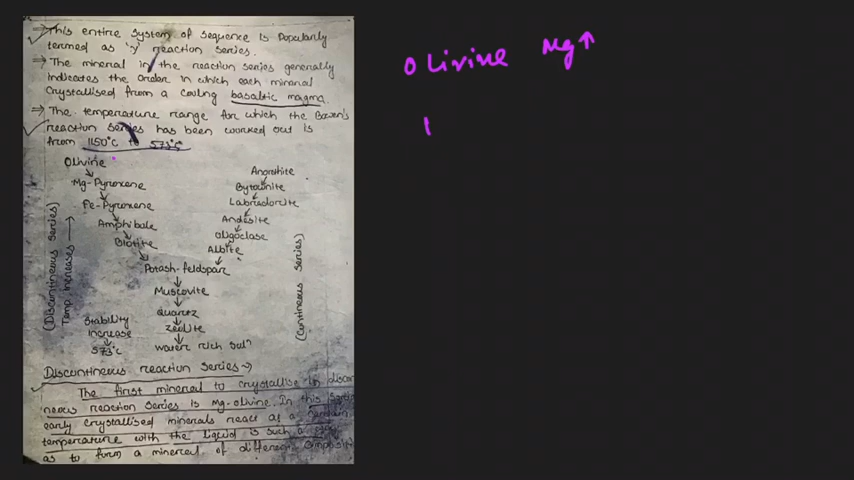 ⇒ This entire system of sequence is Popularly
termed as 'y' reaction series.
⇒ The mineral in the reaction series generally
indicates the order in which each mineral
Crystallised from a cooling basaltic magma.
⇒ The temperature range for which the Bowen's
reaction Series has been worked out is
from 1150°C to 573°C
Olivine
Mg-Pyroxene
Fe-Pyroxene
Amphibole
Biotite
Anorthite
Bytownite
Labradorite
Andesite
Oligoclase
Albite
Potash-feldspar
Muscovite
Quartz
Zeolite
water rich Solⁿ
(Discontinuous Series)
Temp. increases →
(Continuous Series)
Stability
increase
573°C
Discontinuous reaction series →
The first mineral to crystallise in discon
nuous reaction series is Mg-olivine. In this Series
early crystallised minerals react at a
temperature with the liquid is such a
as to form a mineral of different
Olivine Mg↑